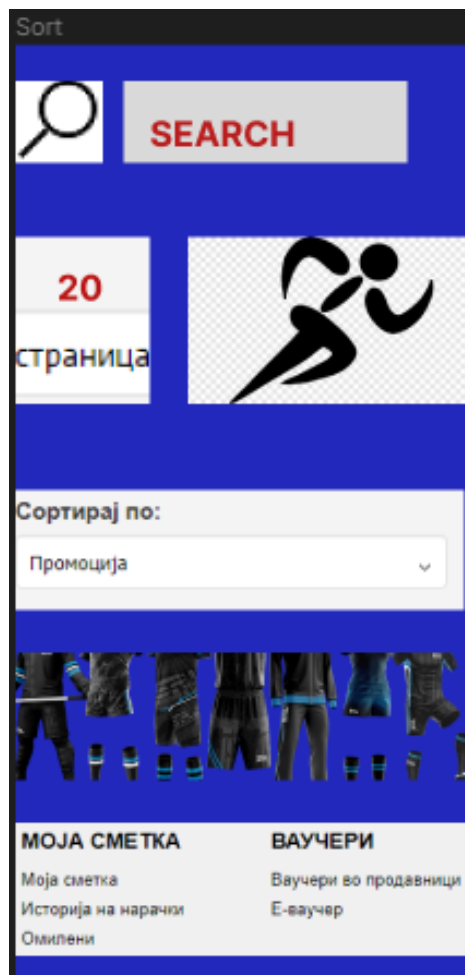 Sort
SEARCH
20
страница
Сортирај по:
Промоција
МОЈА СМЕТКА
ВАУЧЕРИ
Моја сметка
Ваучери во продавници
Историја на нарачки
Е-ваучер
Омилени